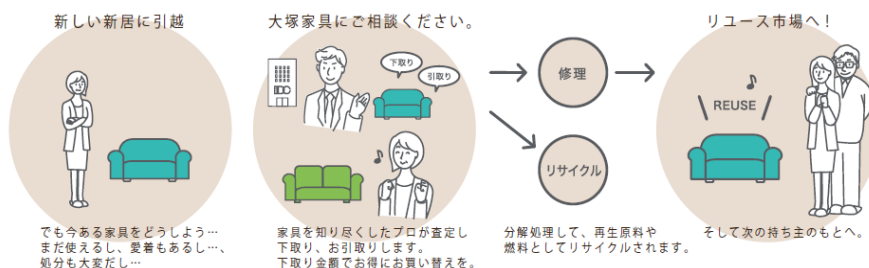 新しい新居に引越
でも今ある家具をどうしよう…
まだ使えるし、愛着もあるし…、
処分も大変だし…
大塚家具にご相談ください。
下取り
引取り
家具を知り尽くしたプロが査定し
下取り、お引取りします。
下取り金額でお得にお買い替えを。
修理
リサイクル
分解処理して、再生原料や
燃料としてリサイクルされます。
リユース市場へ!
REUSE
そして次の持ち主のもとへ。